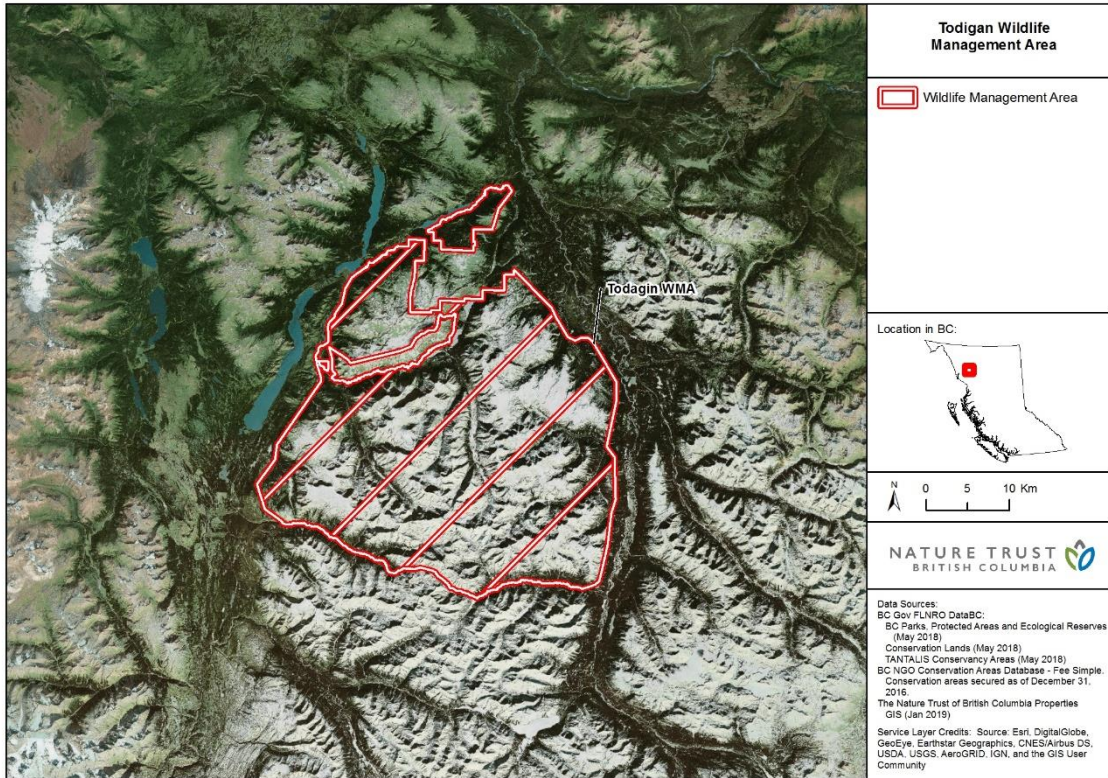 Todigan Wildlife
Management Area
Wildlife Management Area
Todagin WMA
Location in BC:
N
0 5 10 Km
NATURE TRUST
BRITISH COLUMBIA
Data Sources:
BC Gov FLNRO DataBC:
BC Parks, Protected Areas and Ecological Reserves
(May 2018)
Conservation Lands (May 2018)
TANTALIS Conservancy Areas (May 2018)
BC NGO Conservation Areas Database - Fee Simple.
Conservation areas secured as of December 31,
2016.
The Nature Trust of British Columbia Properties
GIS (Jan 2019)
Service Layer Credits: Source: Esri, DigitalGlobe,
GeoEye, Earthstar Geographics, CNES/Airbus DS,
USDA, USGS, AeroGRID, IGN, and the GIS User
Community